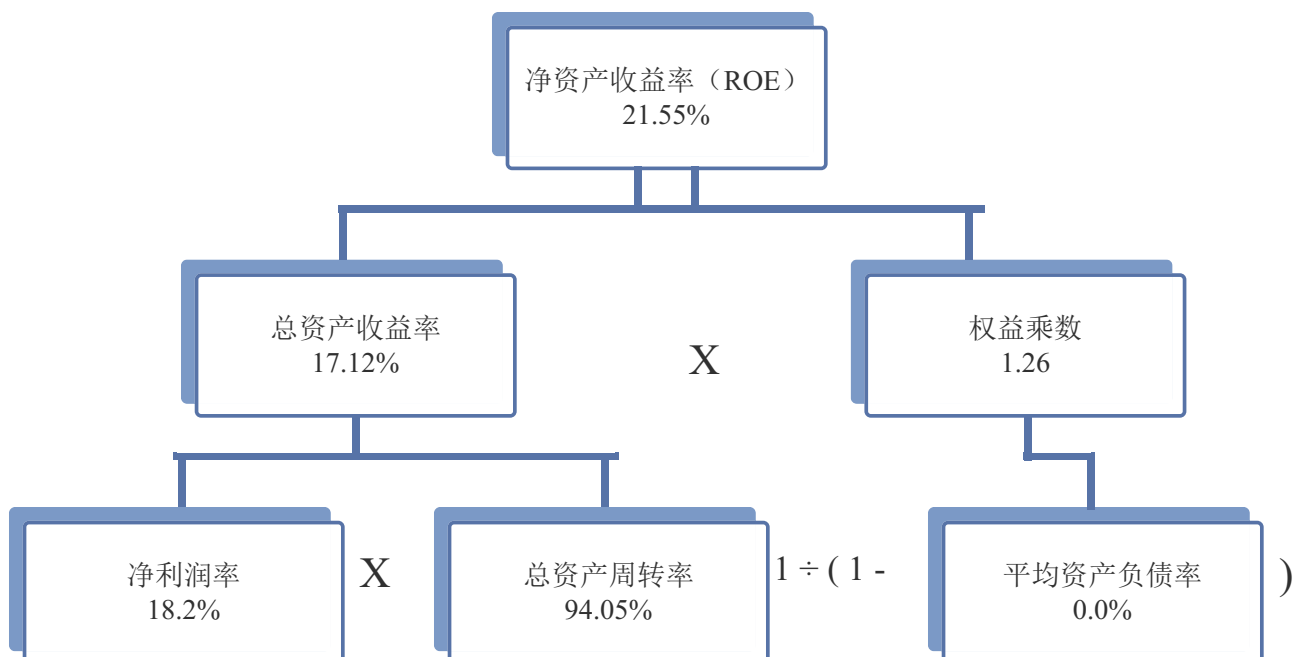 净资产收益率（ROE）
21.55%
总资产收益率
17.12%
X
权益乘数
1.26
净利润率
18.2%
X
总资产周转率
94.05%
1 ÷ ( 1 -
平均资产负债率
0.0%
)